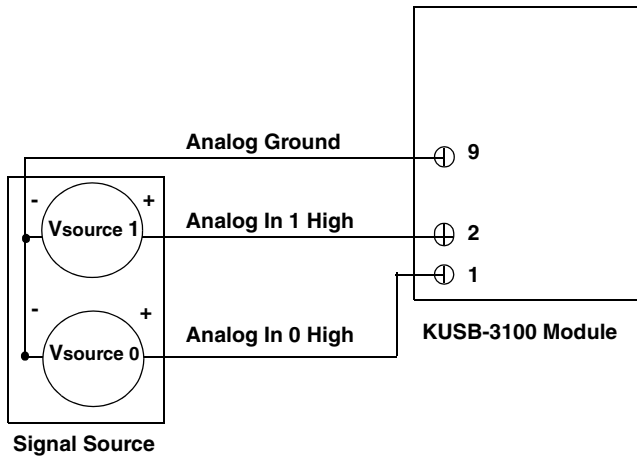 Analog Ground
9
- +
Vsource 1
Analog In 1 High
2
1
- +
Vsource 0
Analog In 0 High
KUSB-3100 Module
Signal Source